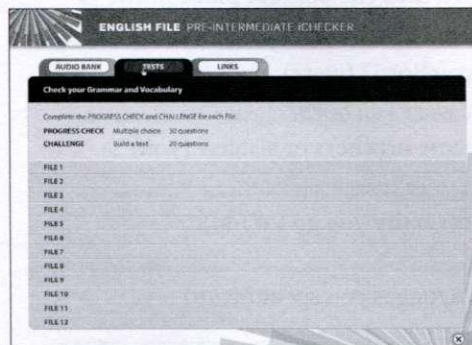 ENGLISH FILE PRE-INTERMEDIATE ICHECKER
AUDIO BANK TESTS LINKS
Check your Grammar and Vocabulary
Complete the PROGRESS CHECK and CHALLENGE for each File.
PROGRESS CHECK Multiple choice 30 questions
CHALLENGE Build a text 20 questions
FILE 1
FILE 2
FILE 3
FILE 4
FILE 5
FILE 6
FILE 7
FILE 8
FILE 9
FILE 10
FILE 11
FILE 12